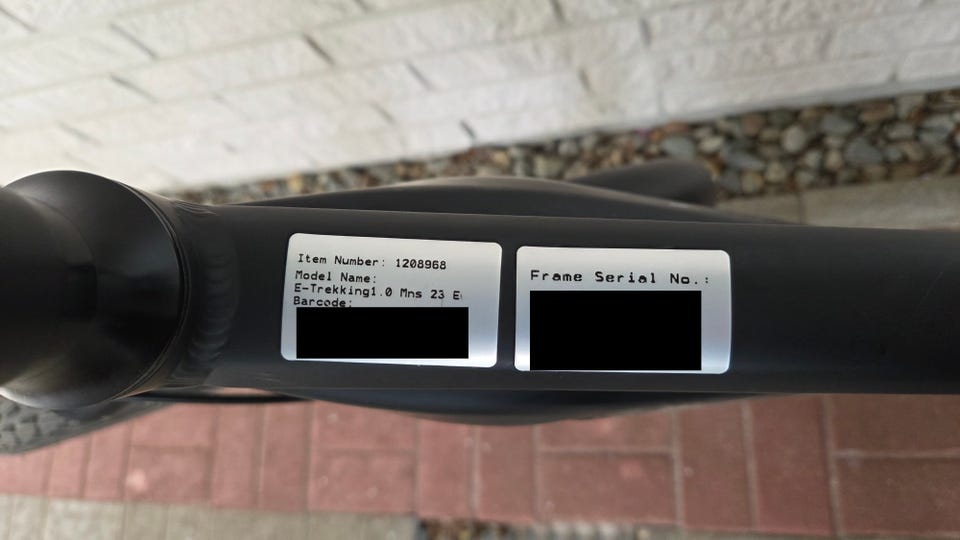 Item Number: 1208968
Model Name:
E-Trekking1.0 Mns 23
Barcode:
Frame Serial No.: